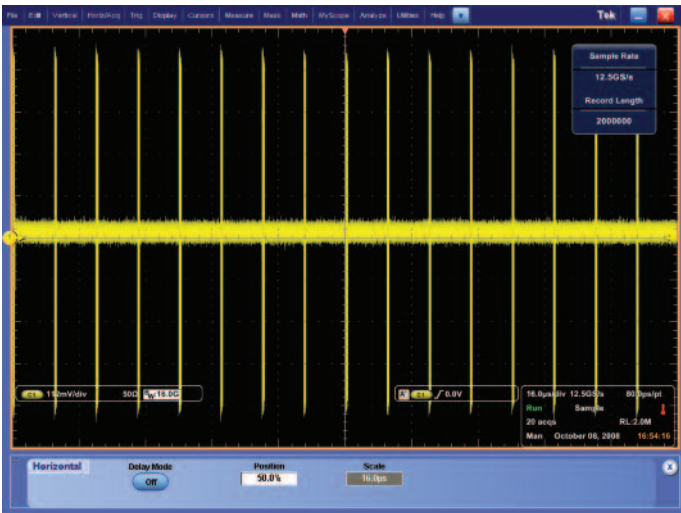 File Edit Vertical Horiz/Acq Trig Display Cursors Measure Mask Math MyScope Analyze Utilities Help Tek
Sample Rate
12.5GS/s
Record Length
2000000
C1 112mV/div 50Ω BW:16.0G
A' C1 / 0.0V
16.0µs/div 12.5GS/s 80.0ps/pt
Run Sample
20 acqs RL:2.0M
Man October 08, 2008 16:54:16
Horizontal
Delay Mode
Off
Position
50.0%
Scale
16.0µs